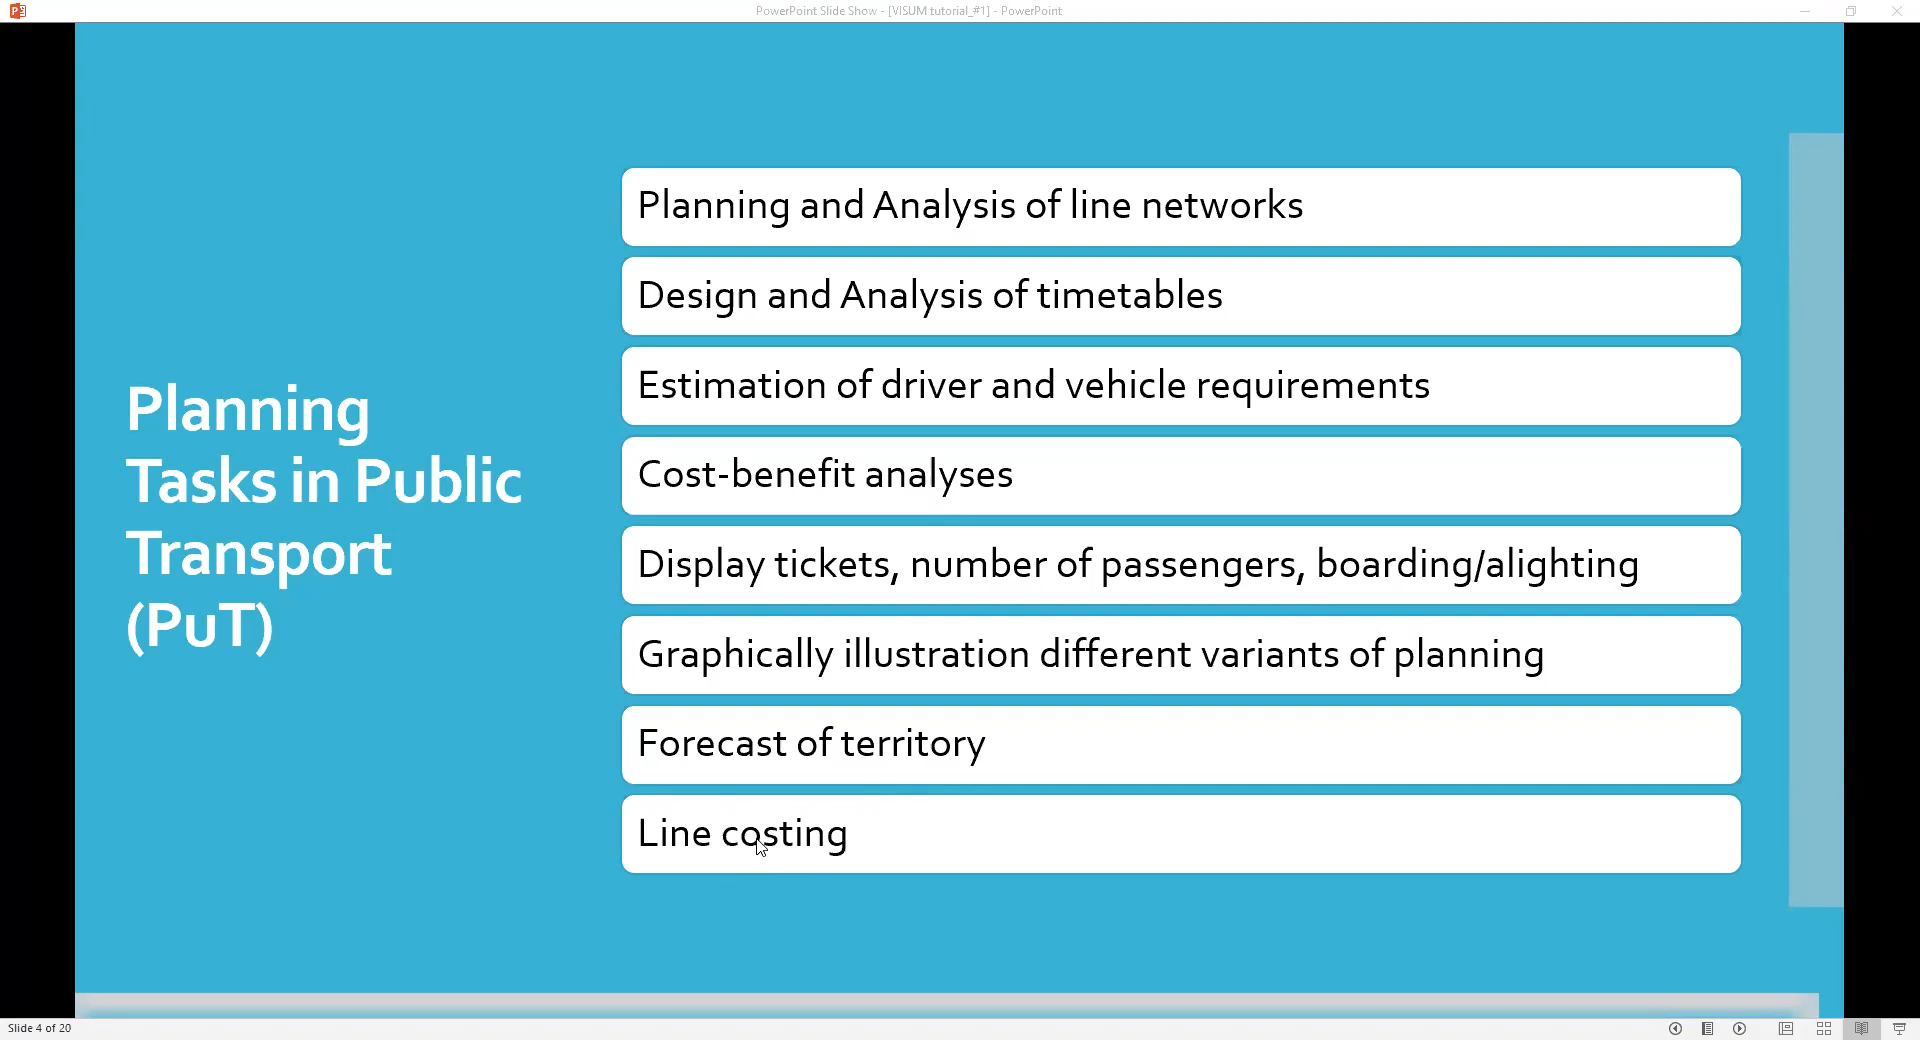 PowerPoint Slide Show - [VISUM tutorial_#1] - PowerPoint
Planning
Tasks in Public
Transport
(PuT)
Planning and Analysis of line networks
Design and Analysis of timetables
Estimation of driver and vehicle requirements
Cost-benefit analyses
Display tickets, number of passengers, boarding/alighting
Graphically illustration different variants of planning
Forecast of territory
Line costing
Slide 4 of 20